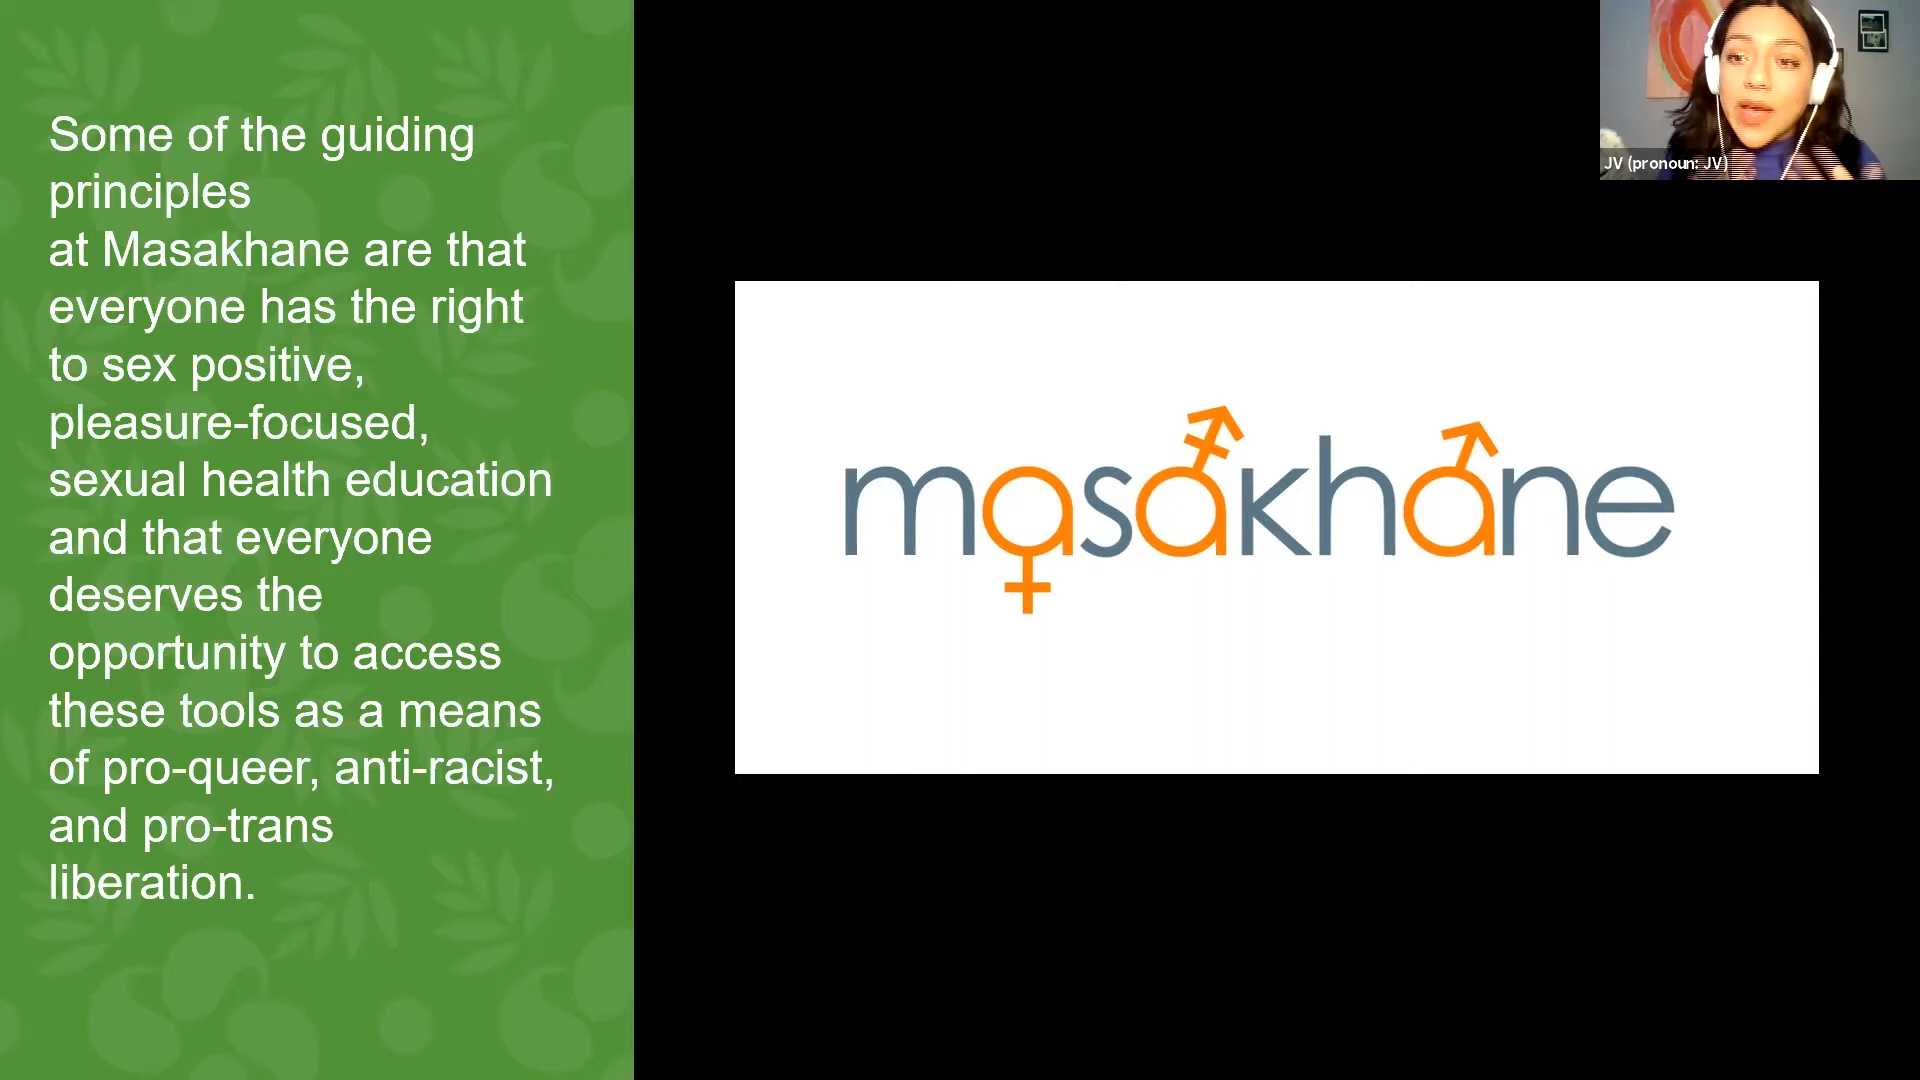 Some of the guiding
principles
at Masakhane are that
everyone has the right
to sex positive,
pleasure-focused,
sexual health education
and that everyone
deserves the
opportunity to access
these tools as a means
of pro-queer, anti-racist,
and pro-trans
liberation.
masakhane
JV (pronoun: JV)